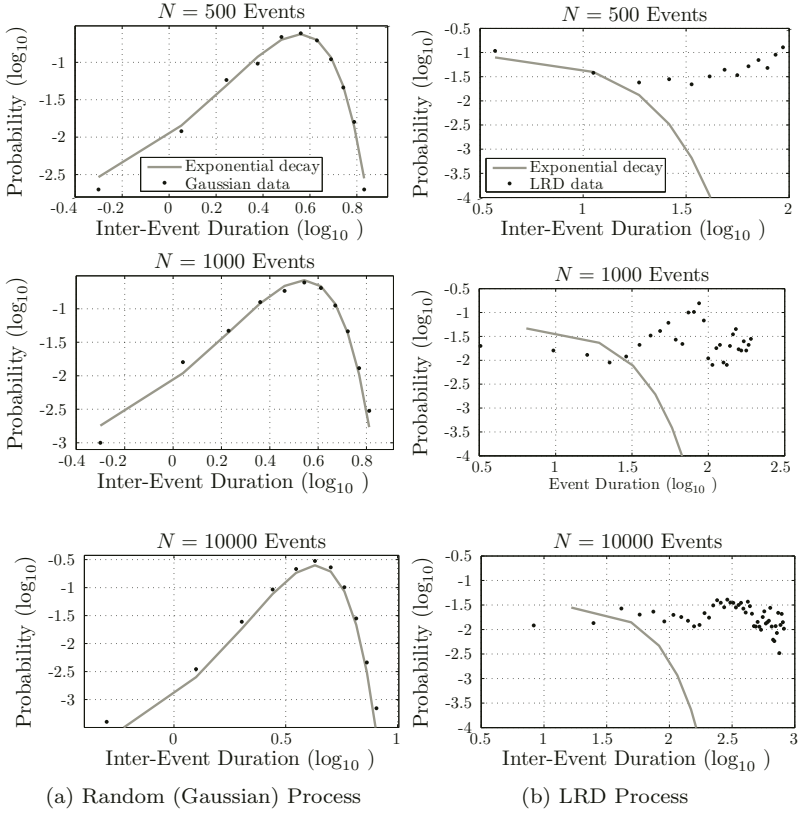 N = 500 Events
Probability (log10)
-1
-1.5
-2
-2.5
Exponential decay
Gaussian data
-0.4
-0.2
0
0.2
0.4
0.6
0.8
Inter-Event Duration (log10 )
N = 500 Events
Probability (log10)
-0.5
-1
-1.5
-2
-2.5
-3
-3.5
-4
Exponential decay
LRD data
0.5
1
1.5
2
Inter-Event Duration (log10 )
N = 1000 Events
Probability (log10)
-1
-1.5
-2
-2.5
-3
-0.4
-0.2
0
0.2
0.4
0.6
0.8
Inter-Event Duration (log10 )
N = 1000 Events
Probability (log10)
-0.5
-1
-1.5
-2
-2.5
-3
-3.5
-4
0.5
1
1.5
2
2.5
Event Duration (log10 )
N = 10000 Events
Probability (log10)
-0.5
-1
-1.5
-2
-2.5
-3
0
0.5
1
Inter-Event Duration (log10 )
N = 10000 Events
Probability (log10)
-0.5
-1
-1.5
-2
-2.5
-3
-3.5
-4
0.5
1
1.5
2
2.5
3
Inter-Event Duration (log10 )
(a) Random (Gaussian) Process
(b) LRD Process